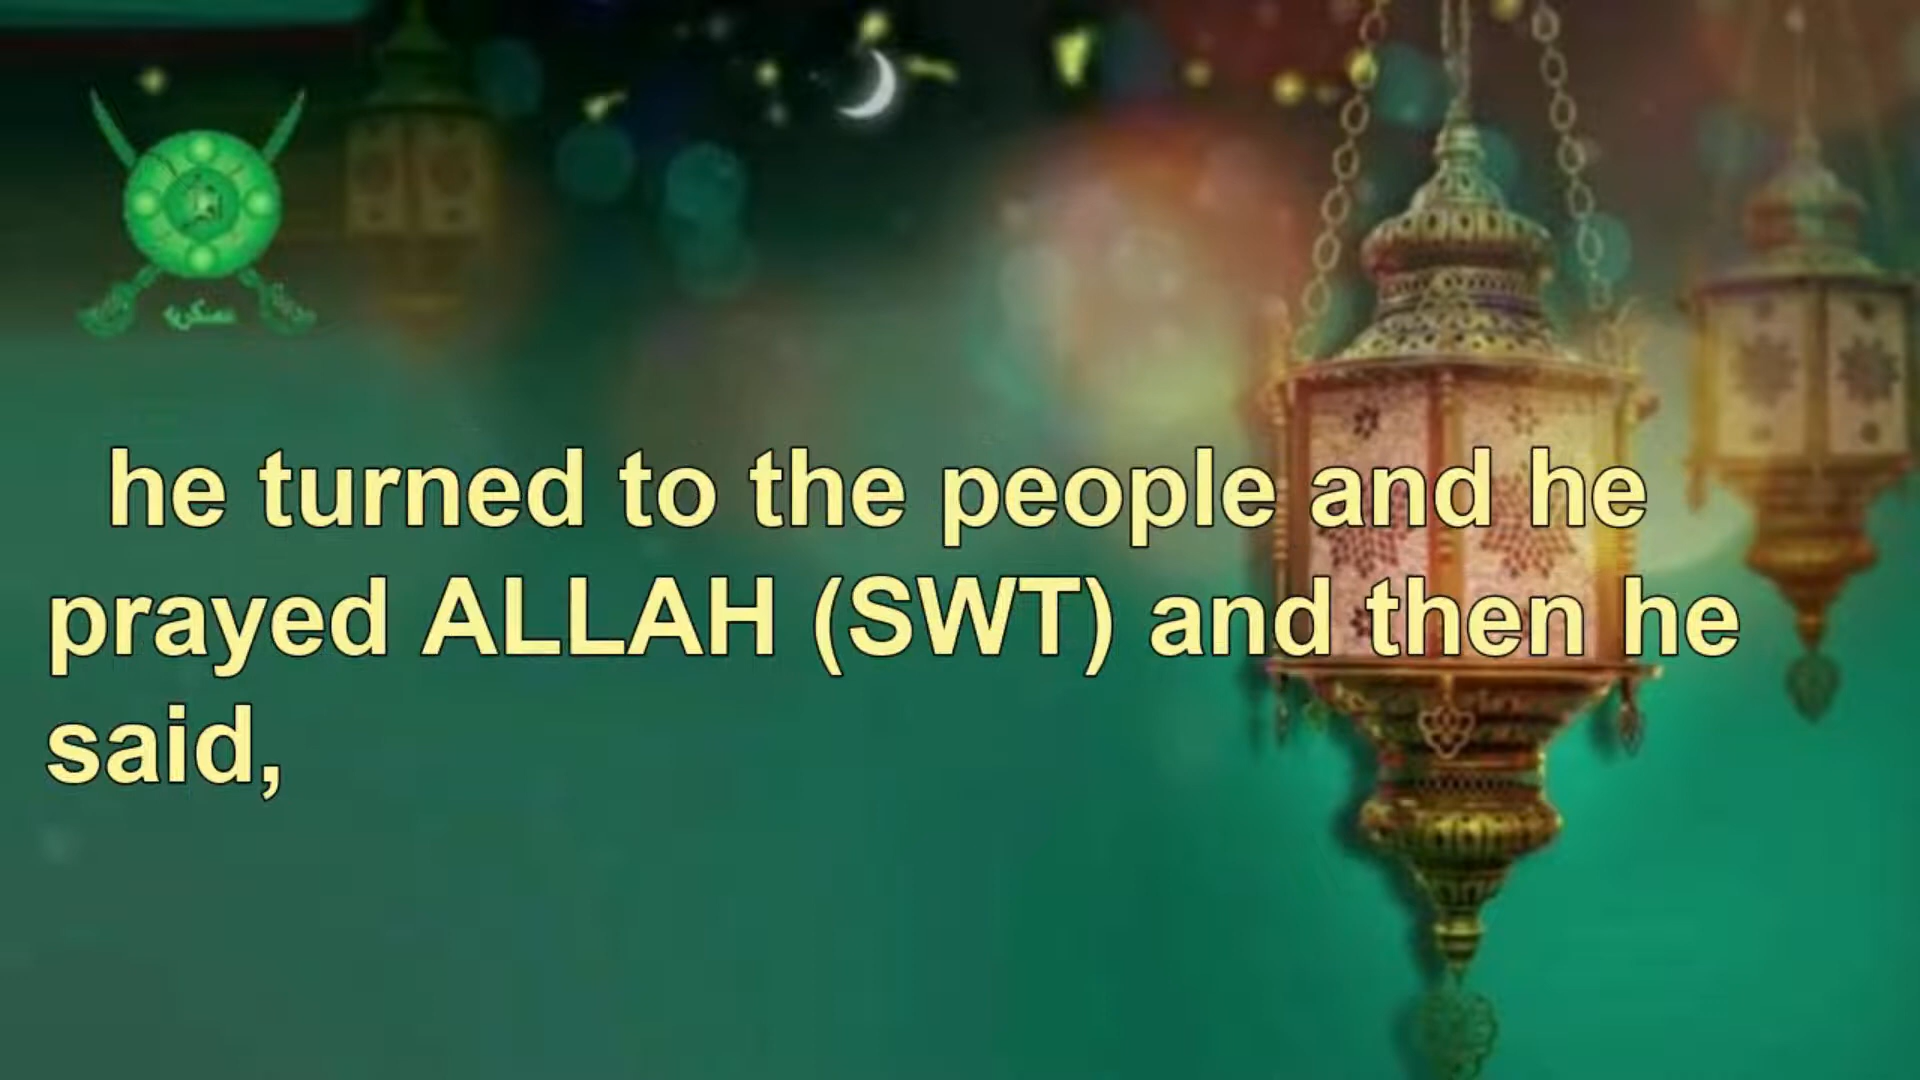 he turned to the people and he
prayed ALLAH (SWT) and then he
said,